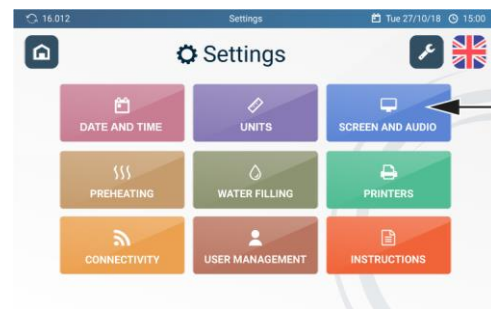 16.012 Settings Tue 27/10/18 15:00
Settings
DATE AND TIME UNITS SCREEN AND AUDIO
PREHEATING WATER FILLING PRINTERS
CONNECTIVITY USER MANAGEMENT INSTRUCTIONS